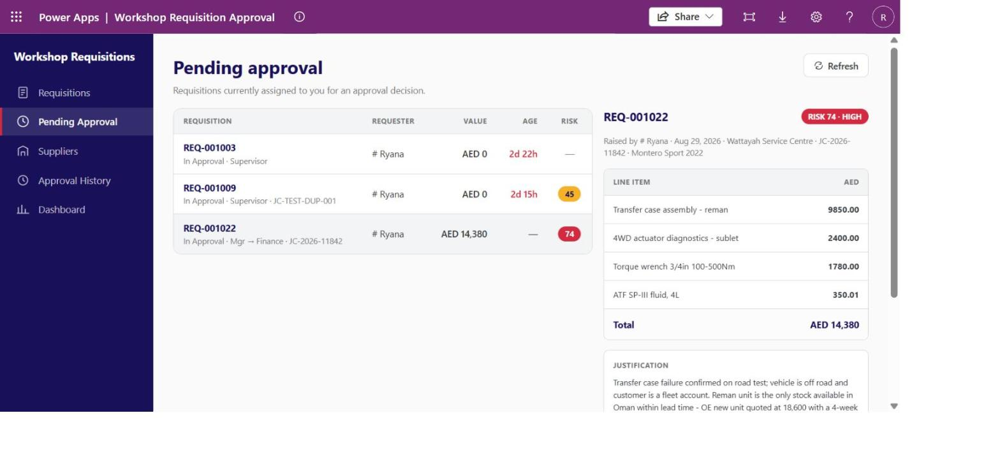 Power Apps | Workshop Requisition Approval
Share
R
Workshop Requisitions
Requisitions
Pending Approval
Suppliers
Approval History
Dashboard
Pending approval
Refresh
Requisitions currently assigned to you for an approval decision.
REQUISITION REQUESTER VALUE AGE RISK
REQ-001003
In Approval · Supervisor
# Ryana AED 0 2d 22h —
REQ-001009
In Approval · Supervisor · JC-TEST-DUP-001
# Ryana AED 0 2d 15h 45
REQ-001022
In Approval · Mgr → Finance · JC-2026-11842
# Ryana AED 14,380 — 74
REQ-001022 RISK 74 · HIGH
Raised by # Ryana · Aug 29, 2026 · Wattayah Service Centre · JC-2026-
11842 · Montero Sport 2022
LINE ITEM AED
Transfer case assembly - reman 9850.00
4WD actuator diagnostics - sublet 2400.00
Torque wrench 3/4in 100-500Nm 1780.00
ATF SP-III fluid, 4L 350.01
Total AED 14,380
JUSTIFICATION
Transfer case failure confirmed on road test; vehicle is off road and
customer is a fleet account. Reman unit is the only stock available in
Oman within lead time - OE new unit quoted at 18,600 with a 4-week